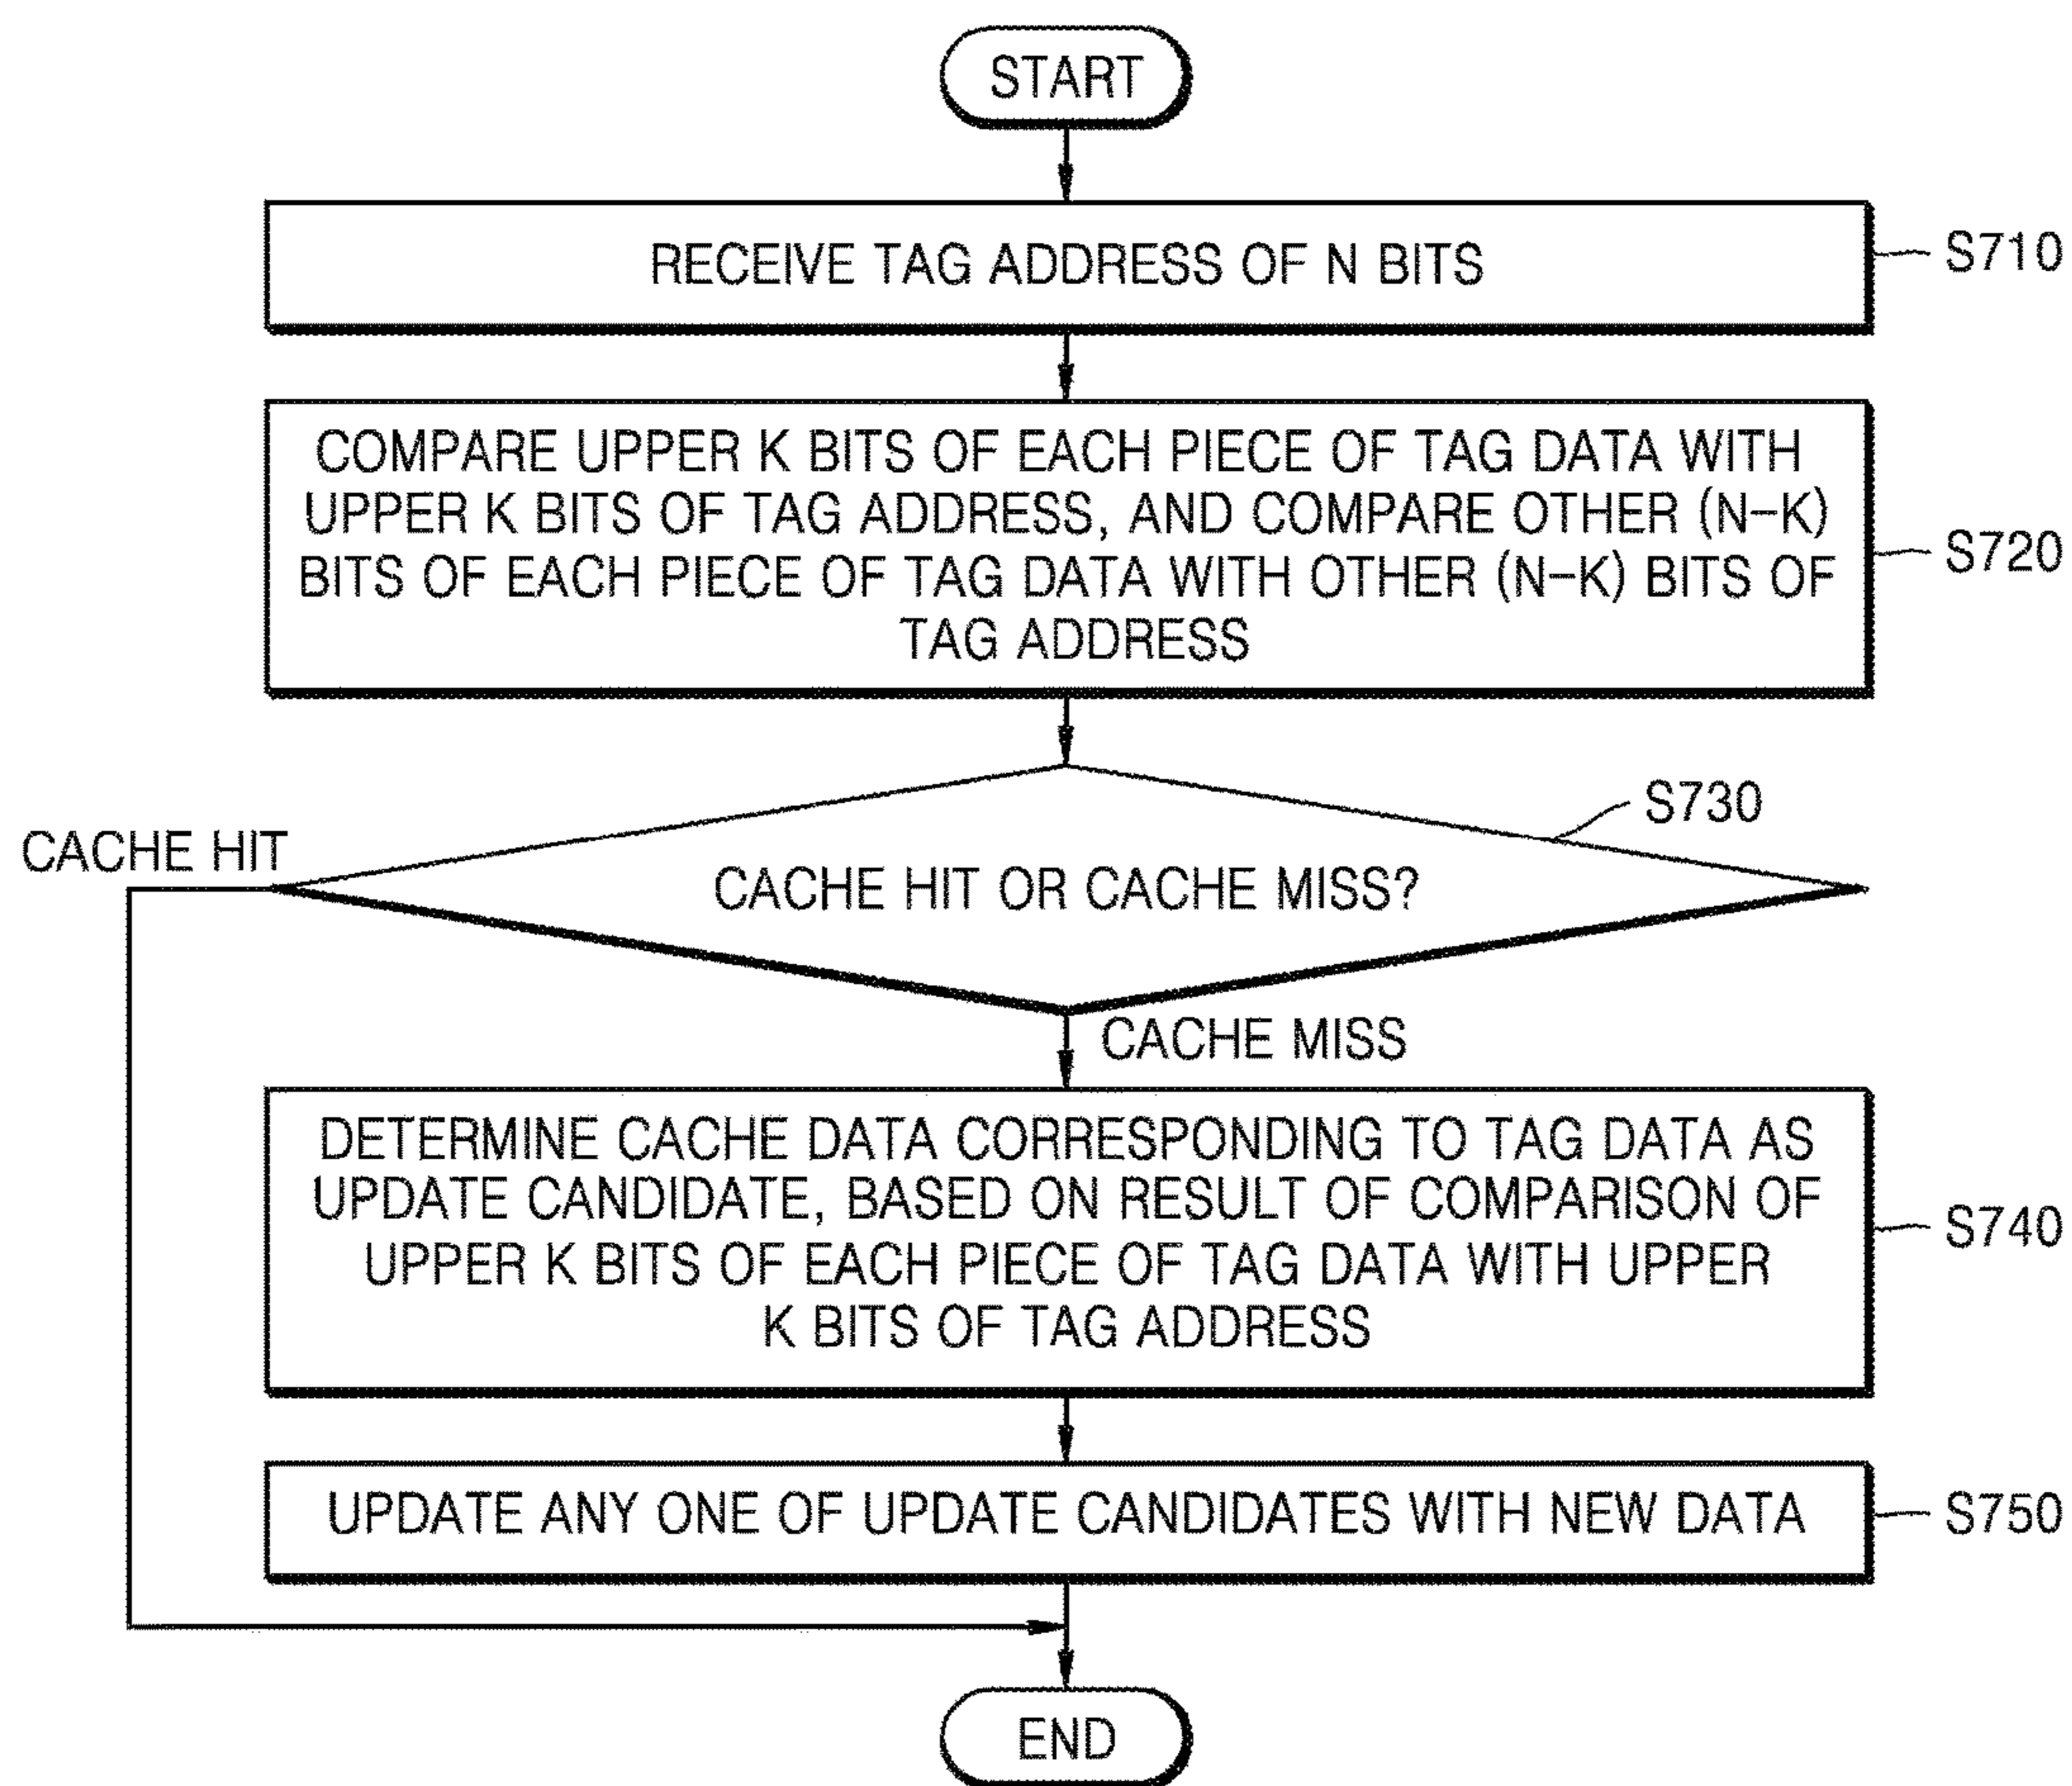 START
RECEIVE TAG ADDRESS OF N BITS
S710
COMPARE UPPER K BITS OF EACH PIECE OF TAG DATA WITH
UPPER K BITS OF TAG ADDRESS, AND COMPARE OTHER (N-K)
BITS OF EACH PIECE OF TAG DATA WITH OTHER (N-K) BITS OF
TAG ADDRESS
S720
S730
CACHE HIT
CACHE HIT OR CACHE MISS?
CACHE MISS
DETERMINE CACHE DATA CORRESPONDING TO TAG DATA AS
UPDATE CANDIDATE, BASED ON RESULT OF COMPARISON OF
UPPER K BITS OF EACH PIECE OF TAG DATA WITH UPPER
K BITS OF TAG ADDRESS
S740
UPDATE ANY ONE OF UPDATE CANDIDATES WITH NEW DATA
S750
END